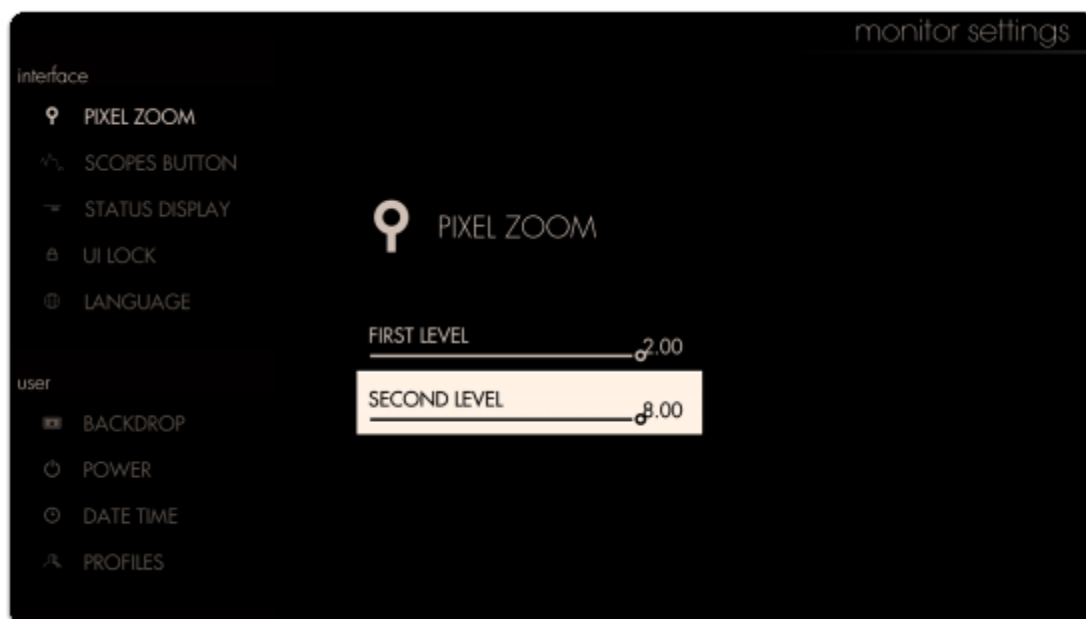 monitor settings
interface
PIXEL ZOOM
SCOPES BUTTON
STATUS DISPLAY
UI LOCK
LANGUAGE
user
BACKDROP
POWER
DATE TIME
PROFILES
PIXEL ZOOM
FIRST LEVEL 2.00
SECOND LEVEL 8.00